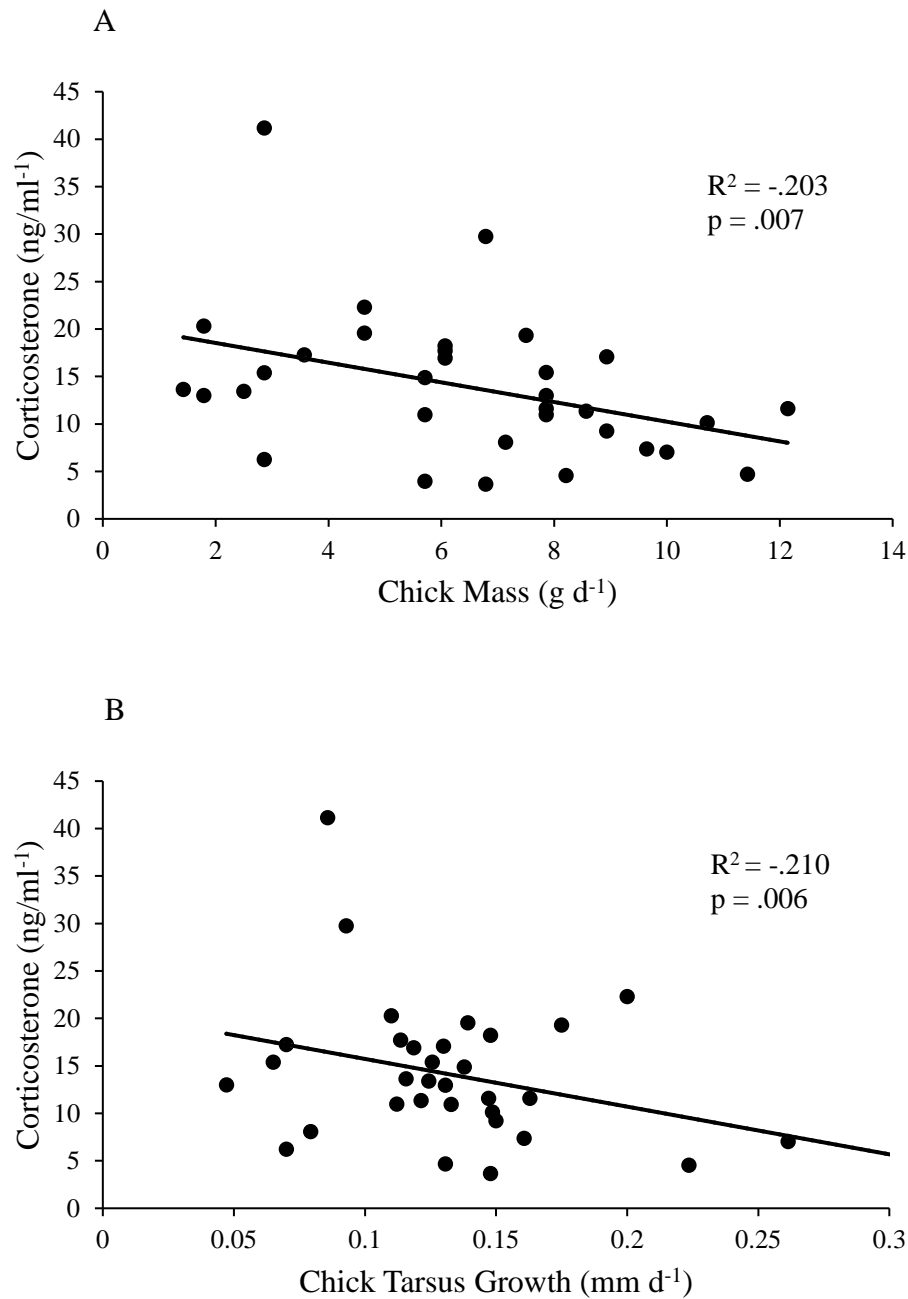 A
45
40
35
30
25
20
15
10
5
0
Corticosterone (ng/ml⁻¹)
R² = -.203
p = .007
0 2 4 6 8 10 12 14
Chick Mass (g d⁻¹)
B
45
40
35
30
25
20
15
10
5
0
Corticosterone (ng/ml⁻¹)
R² = -.210
p = .006
0 0.05 0.1 0.15 0.2 0.25 0.3
Chick Tarsus Growth (mm d⁻¹)